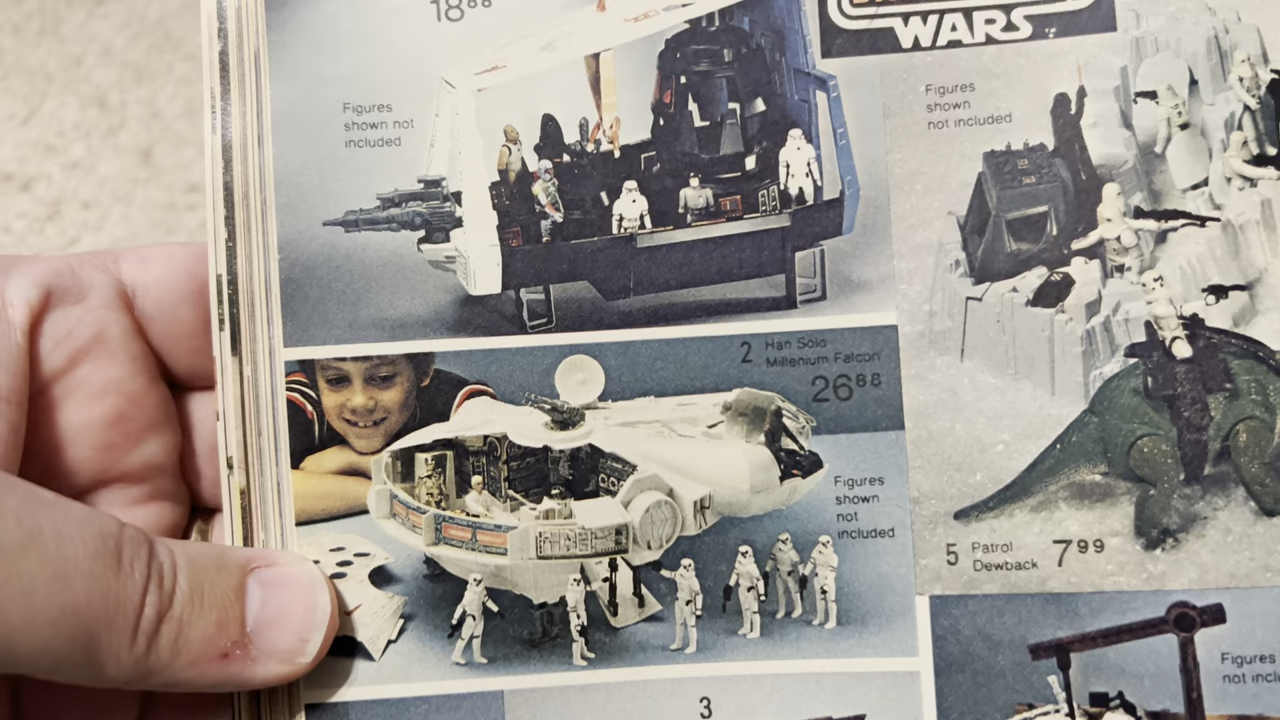 18⁸⁸
WARS
Figures
shown not
included
Figures
shown
not included
2 Han Solo
Millenium Falcon
26⁸⁸
Figures
shown
not
included
5 Patrol
Dewback 7⁹⁹
3
Figures
not